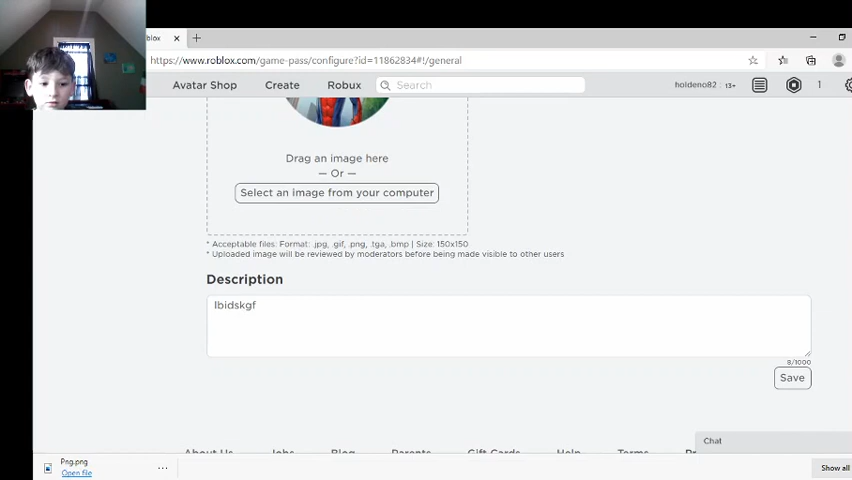 blox
https://www.roblox.com/game-pass/configure?id=11862834#!/general
Avatar Shop Create Robux Search holdeno82 : 13+ 1
Drag an image here
— Or —
Select an image from your computer
* Acceptable files: Format: .jpg, .gif, .png, .tga, .bmp | Size: 150x150
* Uploaded image will be reviewed by moderators before being made visible to other users
Description
lbidskgf
8/1000
Save
About Us Jobs Blog Parents Gift Cards Help Terms
Chat
Png.png
Open file
Show all